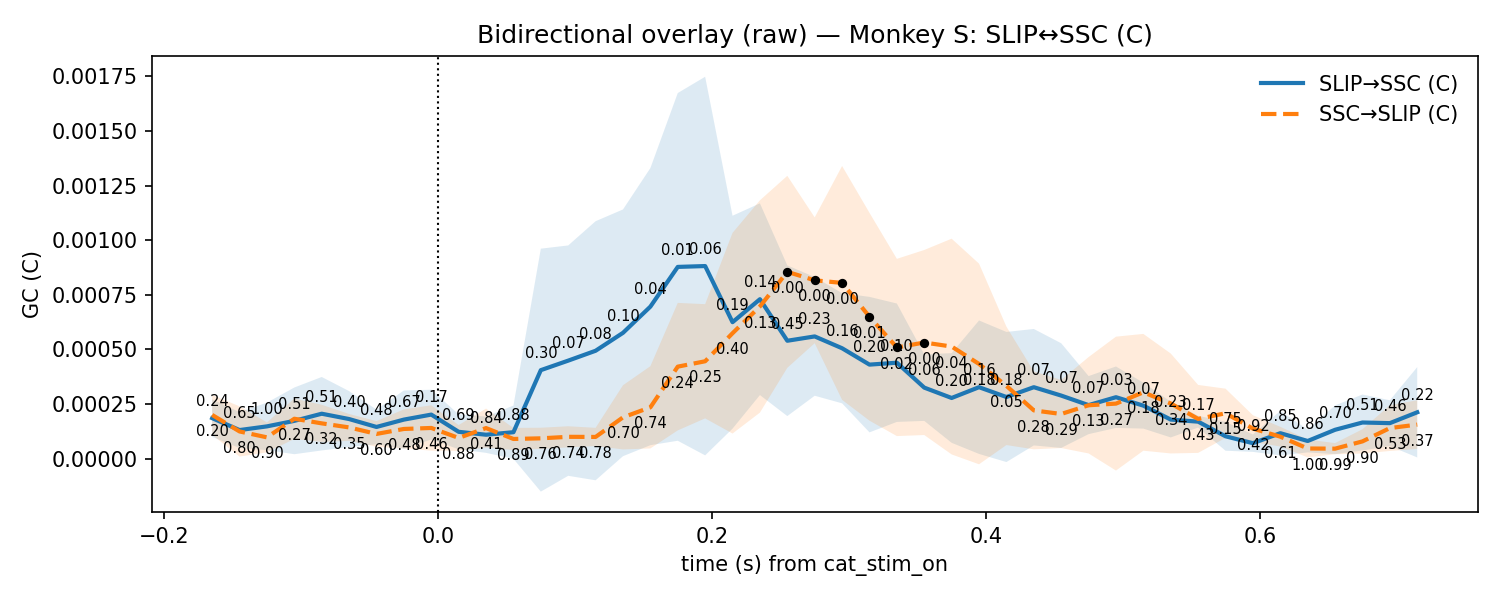 Bidirectional overlay (raw) — Monkey S: SLIP↔SSC (C)
SLIP→SSC (C)
SSC→SLIP (C)
GC (C)
0.00175
0.00150
0.00125
0.00100
0.00075
0.00050
0.00025
0.00000
0.24 0.65 1.00 0.51 0.51 0.40 0.48 0.67 0.17 0.69 0.84 0.88 0.30 0.07 0.08 0.10 0.04 0.01 0.06 0.19 0.14 0.45 0.23 0.16 0.20 0.10 0.06 0.20 0.18 0.18 0.07 0.07 0.07 0.03 0.07 0.23 0.17 0.75 0.92 0.85 0.86 0.70 0.51 0.46 0.22
0.20 0.80 0.90 0.27 0.32 0.35 0.60 0.48 0.46 0.88 0.41 0.89 0.76 0.74 0.78 0.70 0.74 0.24 0.25 0.40 0.13 0.00 0.00 0.00 0.01 0.02 0.00 0.04 0.16 0.05 0.28 0.29 0.13 0.27 0.18 0.34 0.43 0.15 0.42 0.61 1.00 0.99 0.90 0.53 0.37
−0.2 0.0 0.2 0.4 0.6
time (s) from cat_stim_on